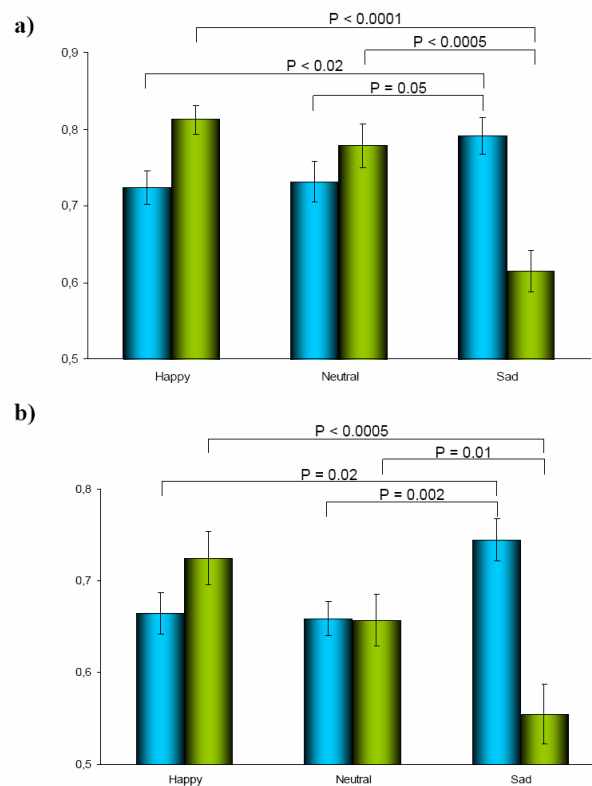 a)
P < 0.0001
P < 0.0005
P < 0.02
P = 0.05
0,9
0,8
0,7
0,6
0,5
Happy Neutral Sad
b)
P < 0.0005
P = 0.01
P = 0.02
P = 0.002
0,8
0,7
0,6
0,5
Happy Neutral Sad